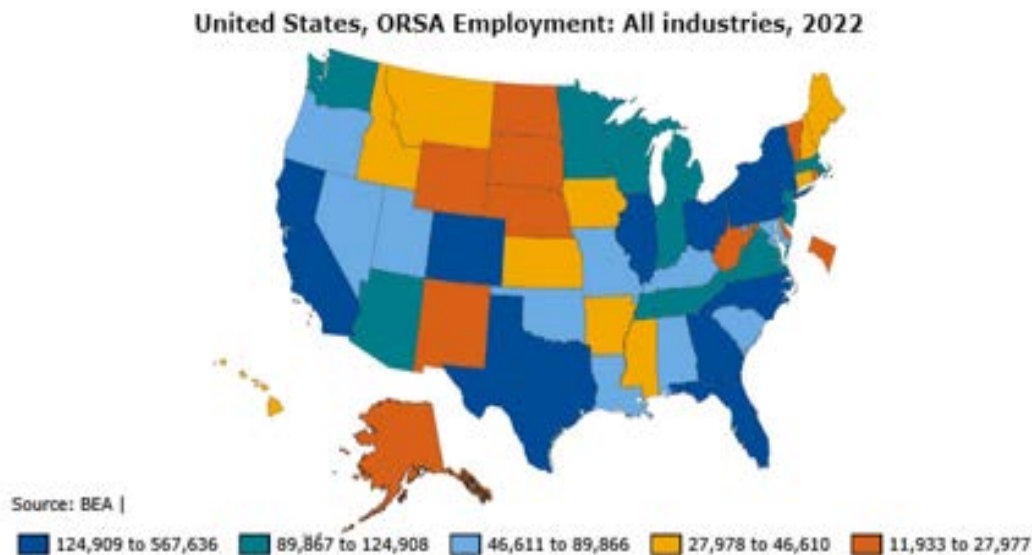 United States, ORSA Employment: All industries, 2022
Source: BEA |
124,909 to 567,636
89,867 to 124,908
46,611 to 89,866
27,978 to 46,610
11,933 to 27,977